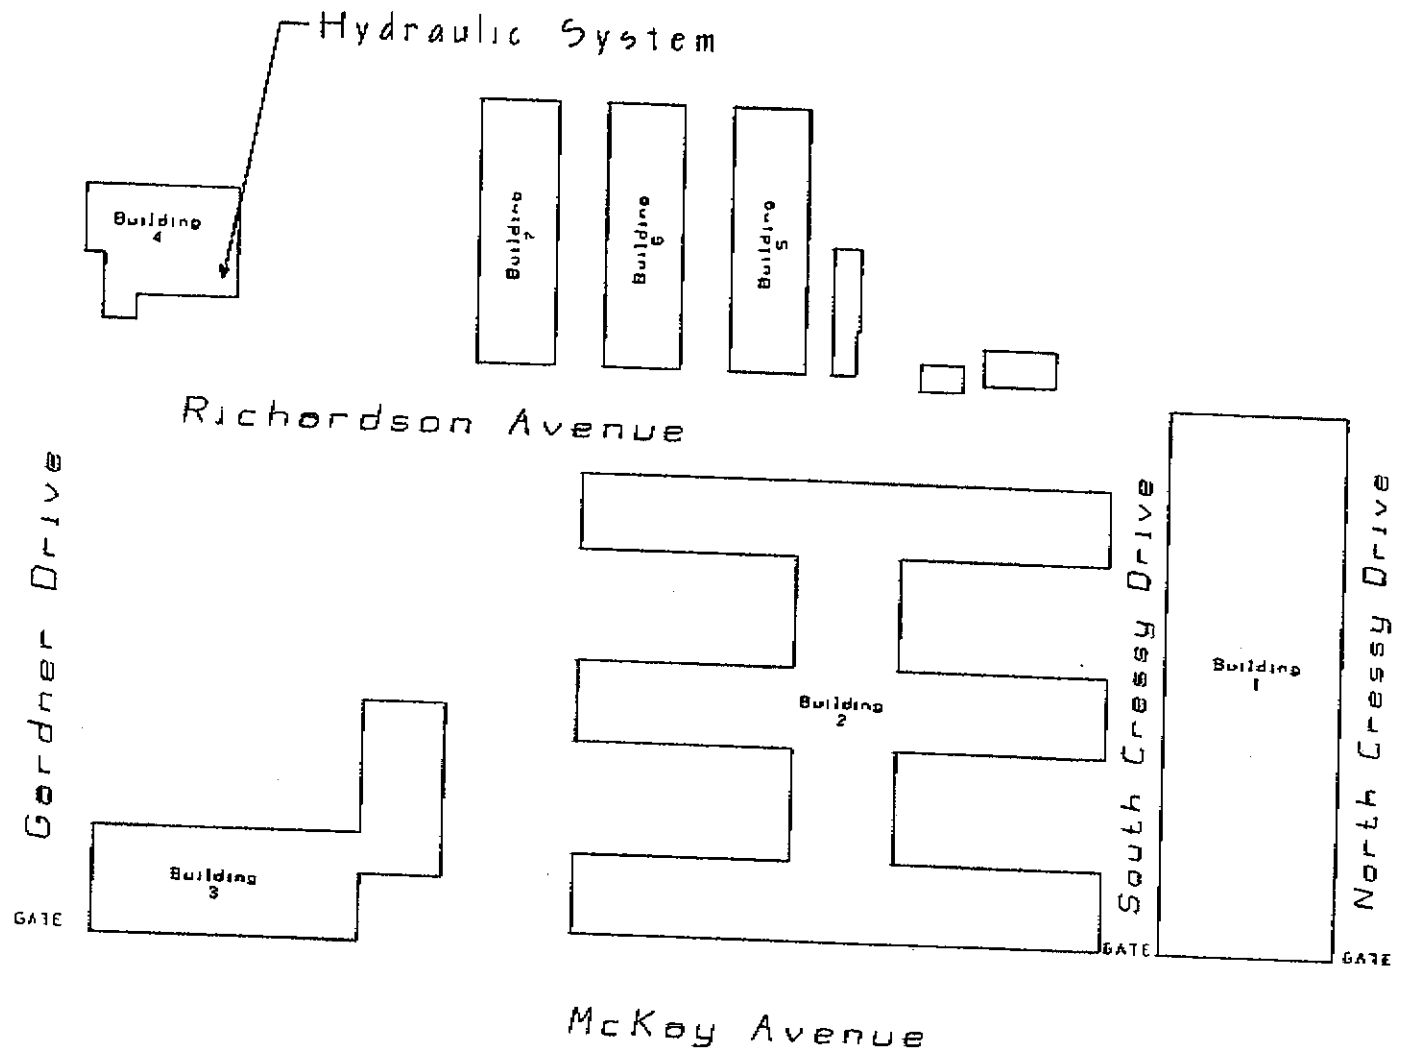 Hydraulic System
Building
4
Building
7
Building
6
Building
5
Richardson Avenue
Gardner Drive
South Cressy Drive
North Cressy Drive
Building
1
Building
2
Building
3
GATE
GATE
GATE
McKay Avenue